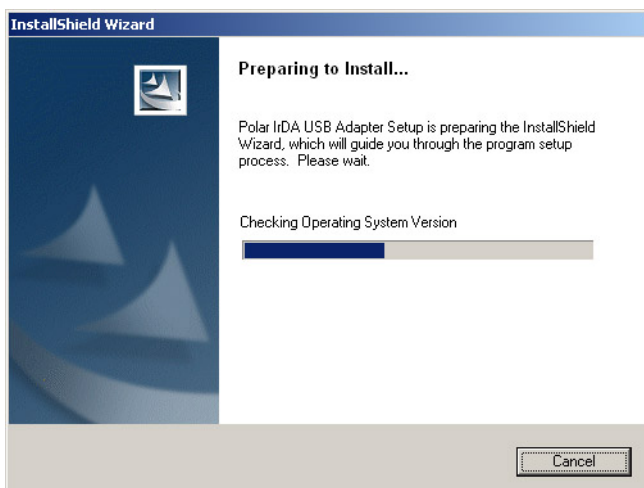 InstallShield Wizard
Preparing to Install...
Polar IrDA USB Adapter Setup is preparing the InstallShield
Wizard, which will guide you through the program setup
process. Please wait.
Checking Operating System Version
Cancel